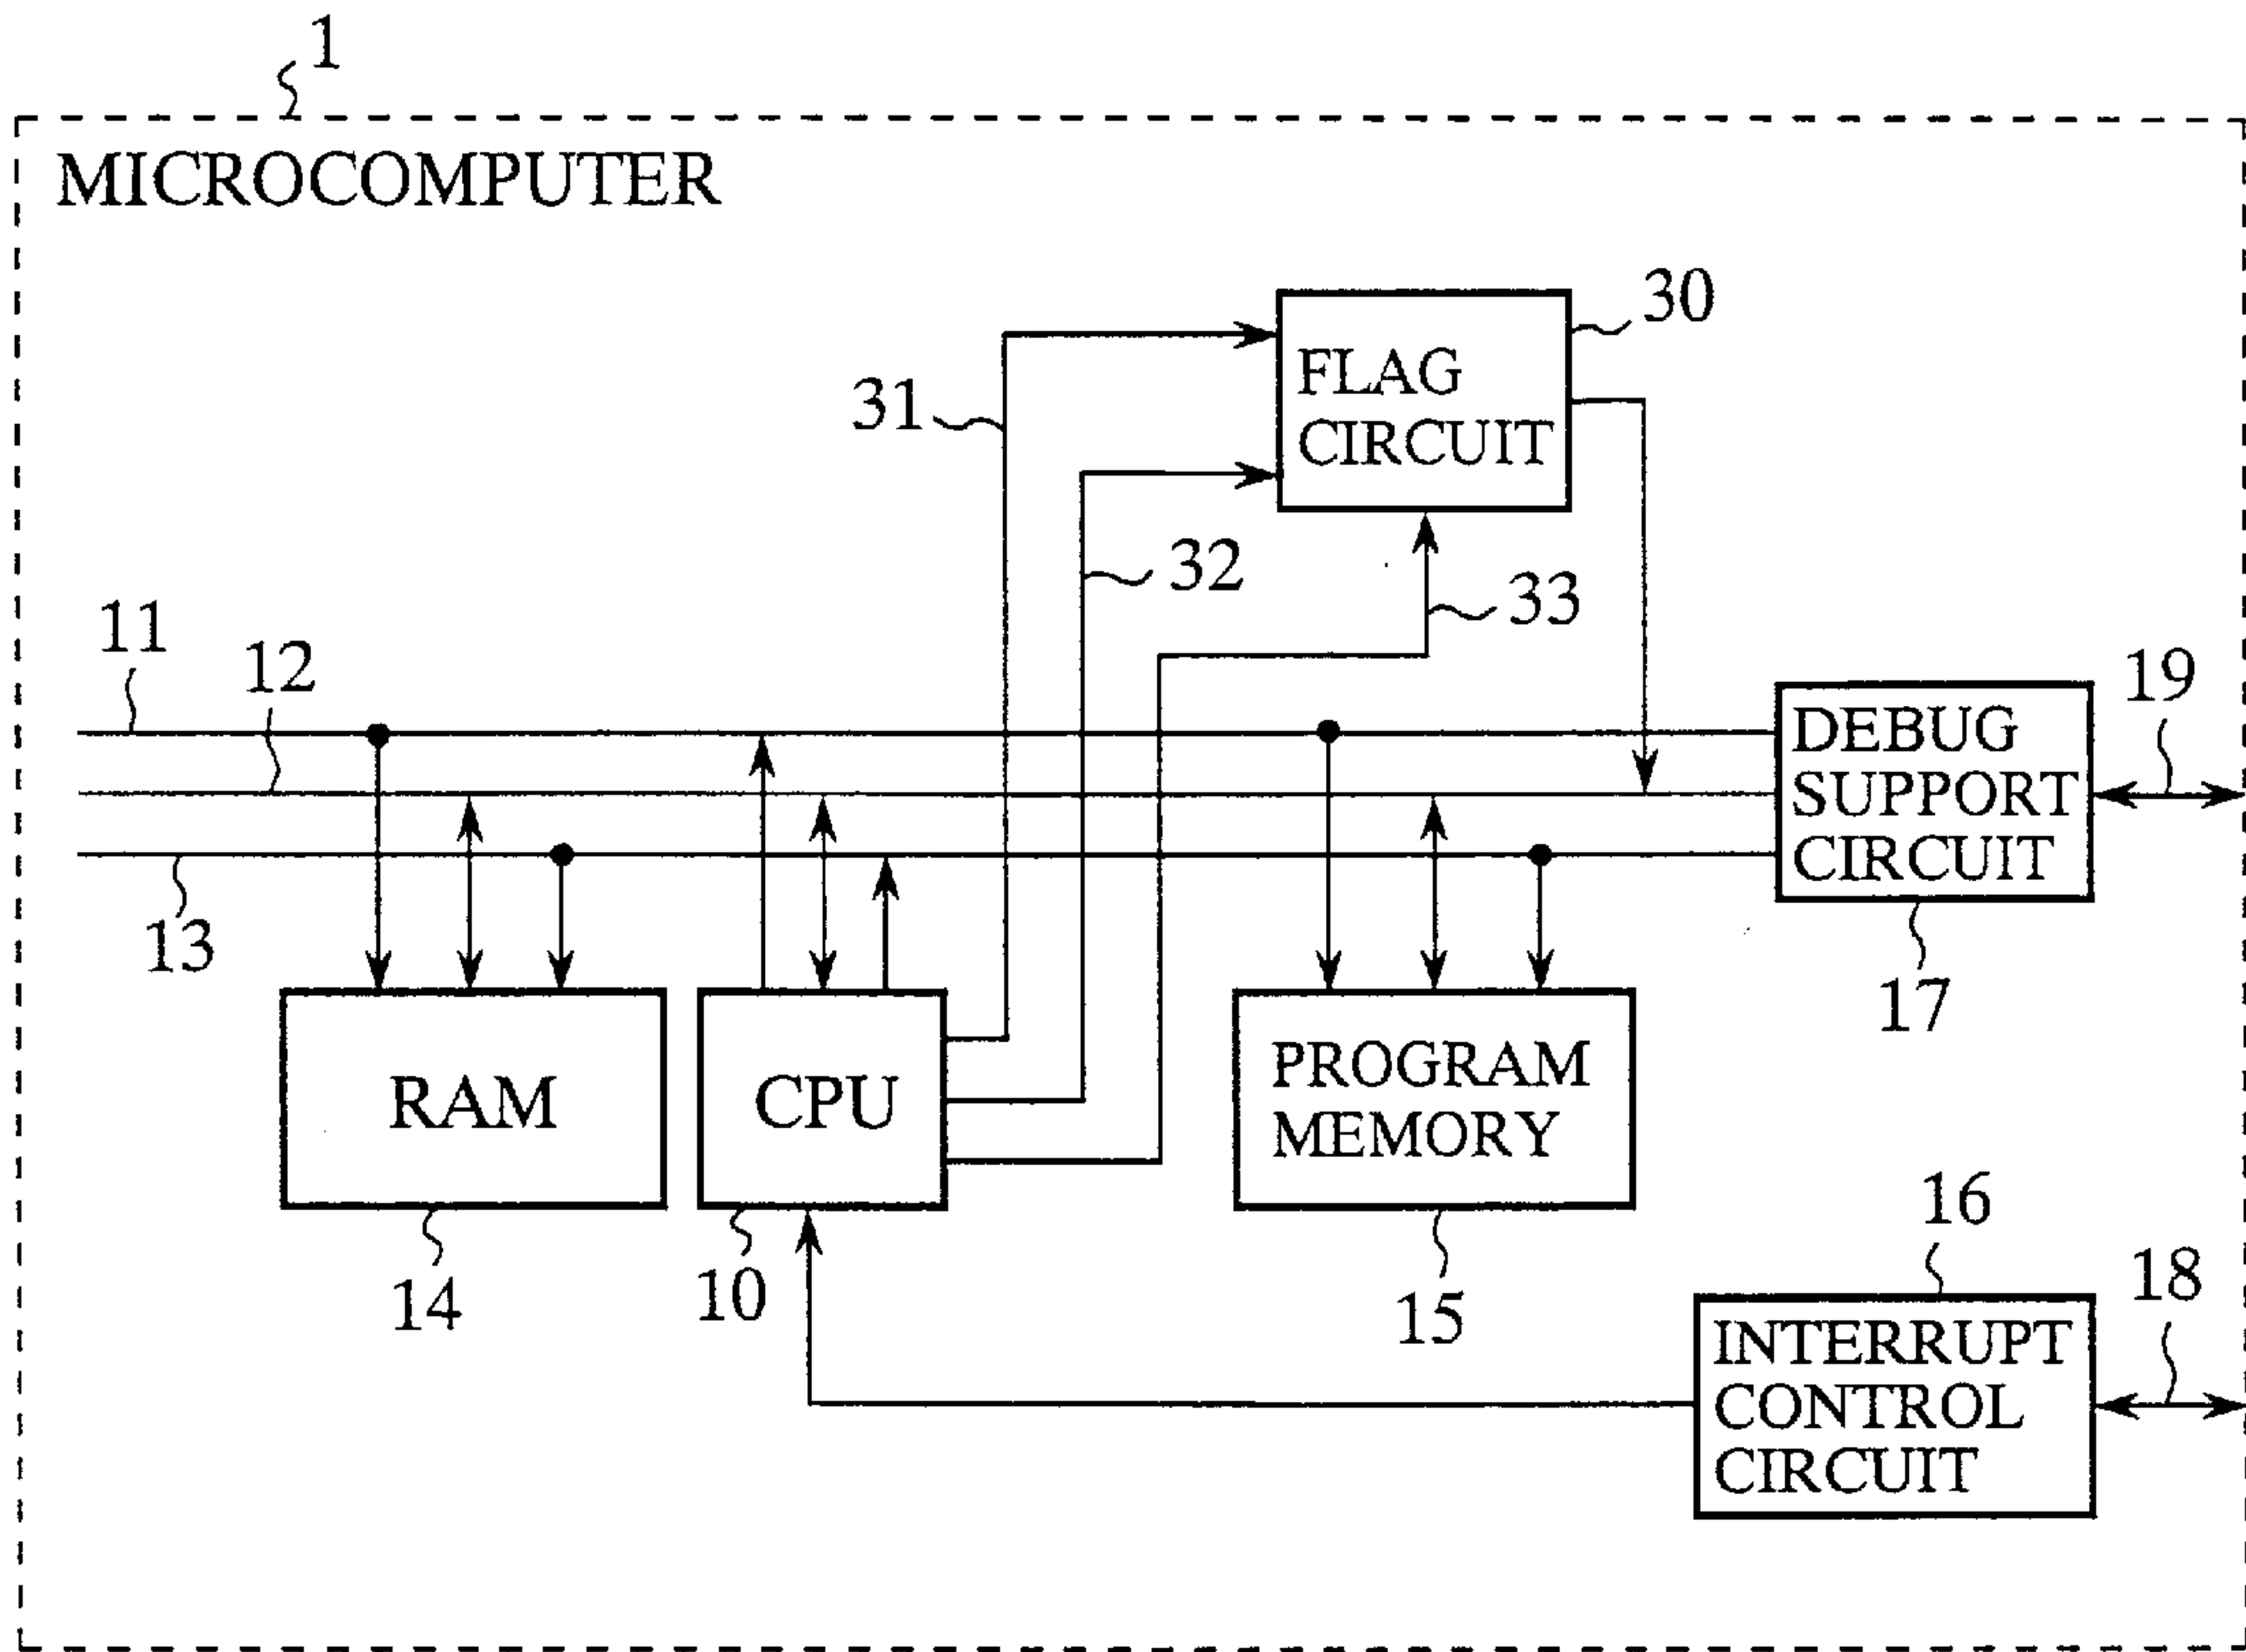 1
MICROCOMPUTER
30
FLAG
CIRCUIT
31
32
33
11
12
19
DEBUG
SUPPORT
CIRCUIT
13
17
RAM
CPU
PROGRAM
MEMORY
16
14
10
15
18
INTERRUPT
CONTROL
CIRCUIT